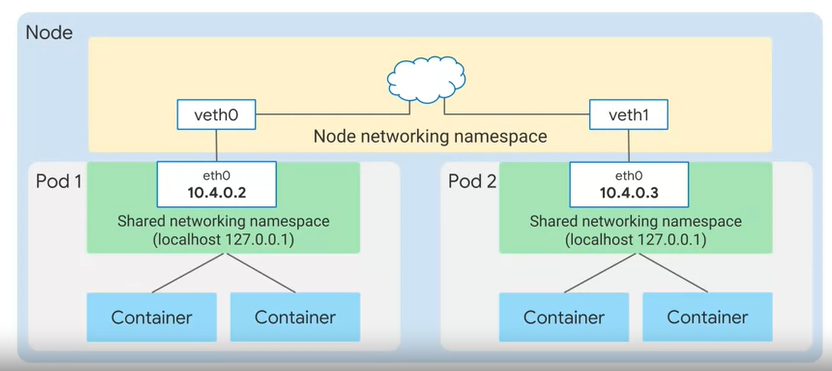 Node
veth0
veth1
Node networking namespace
Pod 1
eth0
10.4.0.2
Shared networking namespace
(localhost 127.0.0.1)
Container
Container
Pod 2
eth0
10.4.0.3
Shared networking namespace
(localhost 127.0.0.1)
Container
Container